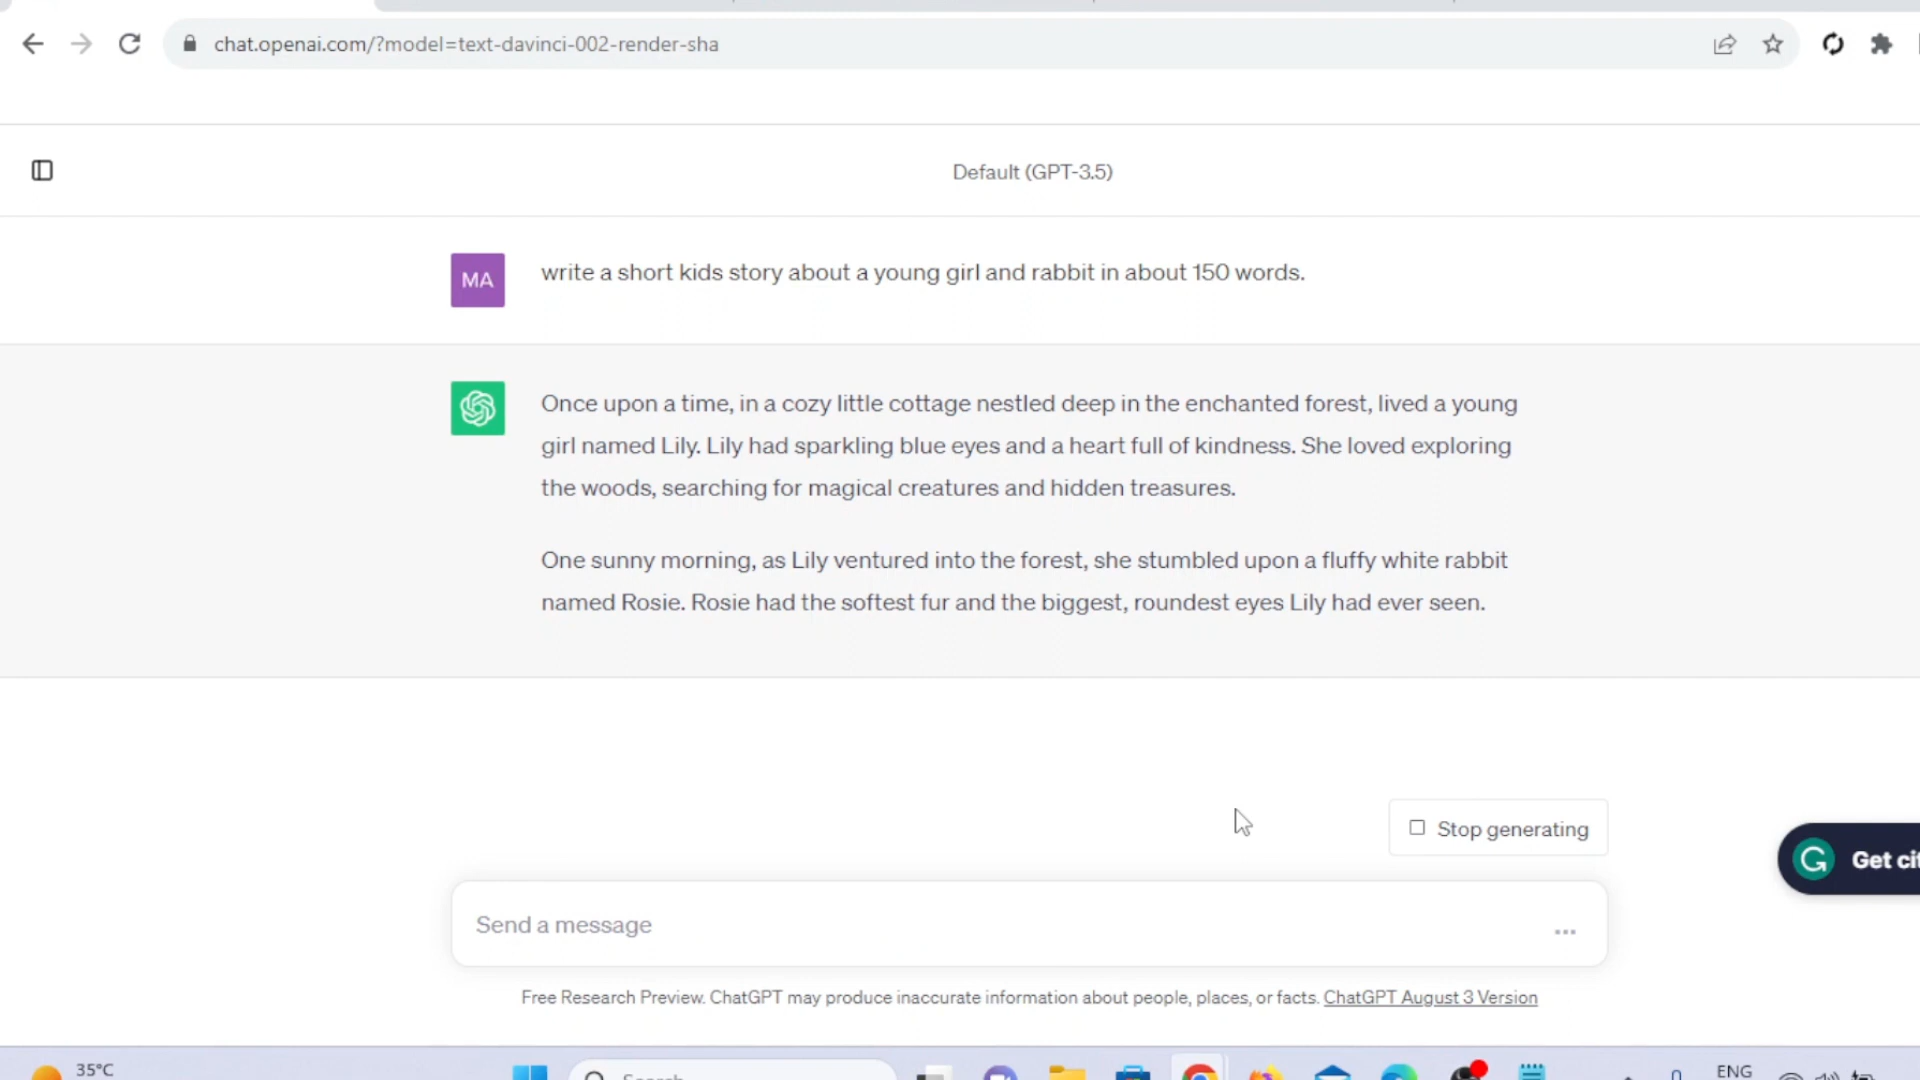 chat.openai.com/?model=text-davinci-002-render-sha
Default (GPT-3.5)
MA
write a short kids story about a young girl and rabbit in about 150 words.
Once upon a time, in a cozy little cottage nestled deep in the enchanted forest, lived a young
girl named Lily. Lily had sparkling blue eyes and a heart full of kindness. She loved exploring
the woods, searching for magical creatures and hidden treasures.
One sunny morning, as Lily ventured into the forest, she stumbled upon a fluffy white rabbit
named Rosie. Rosie had the softest fur and the biggest, roundest eyes Lily had ever seen.
Stop generating
Get cit
Send a message
Free Research Preview. ChatGPT may produce inaccurate information about people, places, or facts. ChatGPT August 3 Version
35°C
Search
ENG